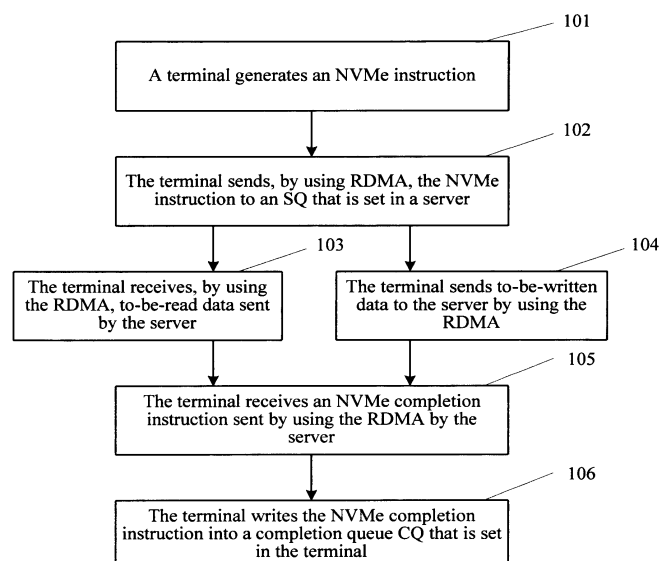 101
A terminal generates an NVMe instruction
102
The terminal sends, by using RDMA, the NVMe
instruction to an SQ that is set in a server
103
104
The terminal receives, by using
the RDMA, to-be-read data sent
by the server
The terminal sends to-be-written
data to the server by using the
RDMA
105
The terminal receives an NVMe completion
instruction sent by using the RDMA by the
server
106
The terminal writes the NVMe completion
instruction into a completion queue CQ that is set
in the terminal